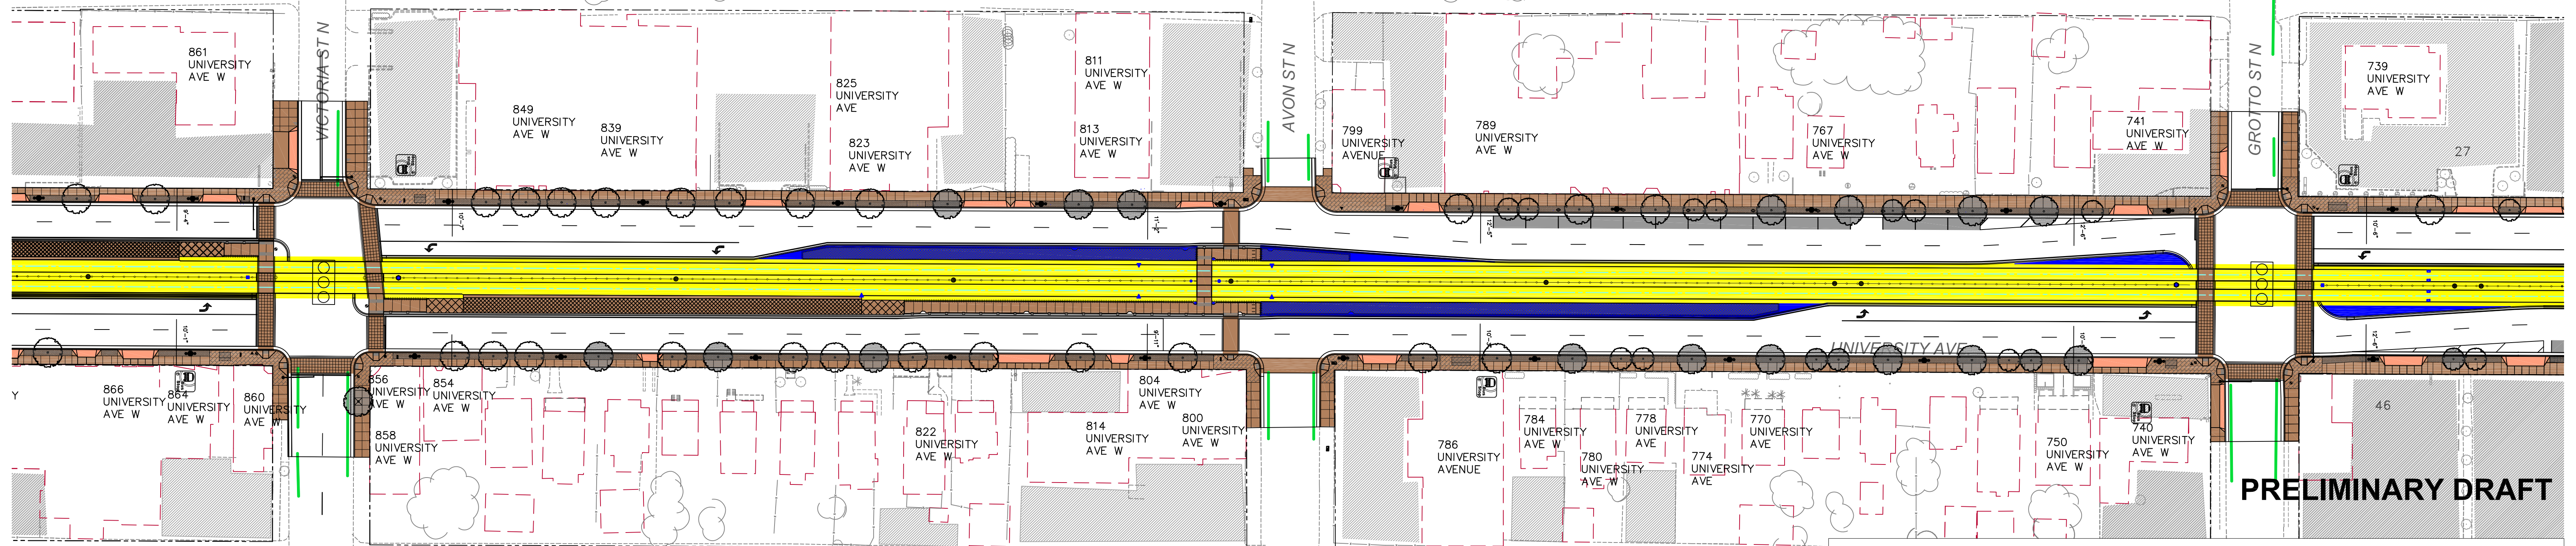 861
UNIVERSITY
AVE W
VICTORIA ST N
849
UNIVERSITY
AVE W
839
UNIVERSITY
AVE W
825
UNIVERSITY
AVE
823
UNIVERSITY
AVE W
811
UNIVERSITY
AVE W
813
UNIVERSITY
AVE W
AVON ST N
799
UNIVERSITY
AVENUE
789
UNIVERSITY
AVE W
767
UNIVERSITY
AVE W
741
UNIVERSITY
AVE W
GROTTO ST N
739
UNIVERSITY
AVE W
27
UNIVERSITY AVE
Y
866
UNIVERSITY
AVE W
864
UNIVERSITY
AVE W
860
UNIVERSITY
AVE W
856
UNIVERSITY
AVE W
854
UNIVERSITY
AVE W
858
UNIVERSITY
AVE W
822
UNIVERSITY
AVE W
804
UNIVERSITY
AVE W
814
UNIVERSITY
AVE W
800
UNIVERSITY
AVE W
786
UNIVERSITY
AVENUE
784
UNIVERSITY
AVE W
780
UNIVERSITY
AVE W
778
UNIVERSITY
AVE
774
UNIVERSITY
AVE
770
UNIVERSITY
AVE
750
UNIVERSITY
AVE W
740
UNIVERSITY
AVE W
46
PRELIMINARY DRAFT